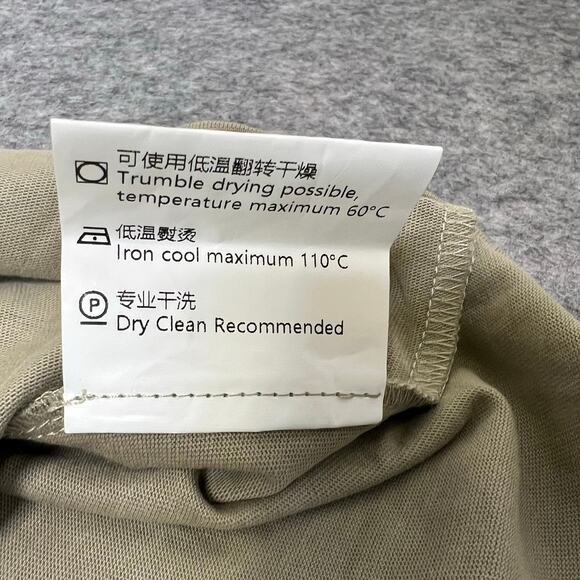 可使用低温翻转干燥
Trumble drying possible,
temperature maximum 60°C
低温熨烫
Iron cool maximum 110°C
P
专业干洗
Dry Clean Recommended